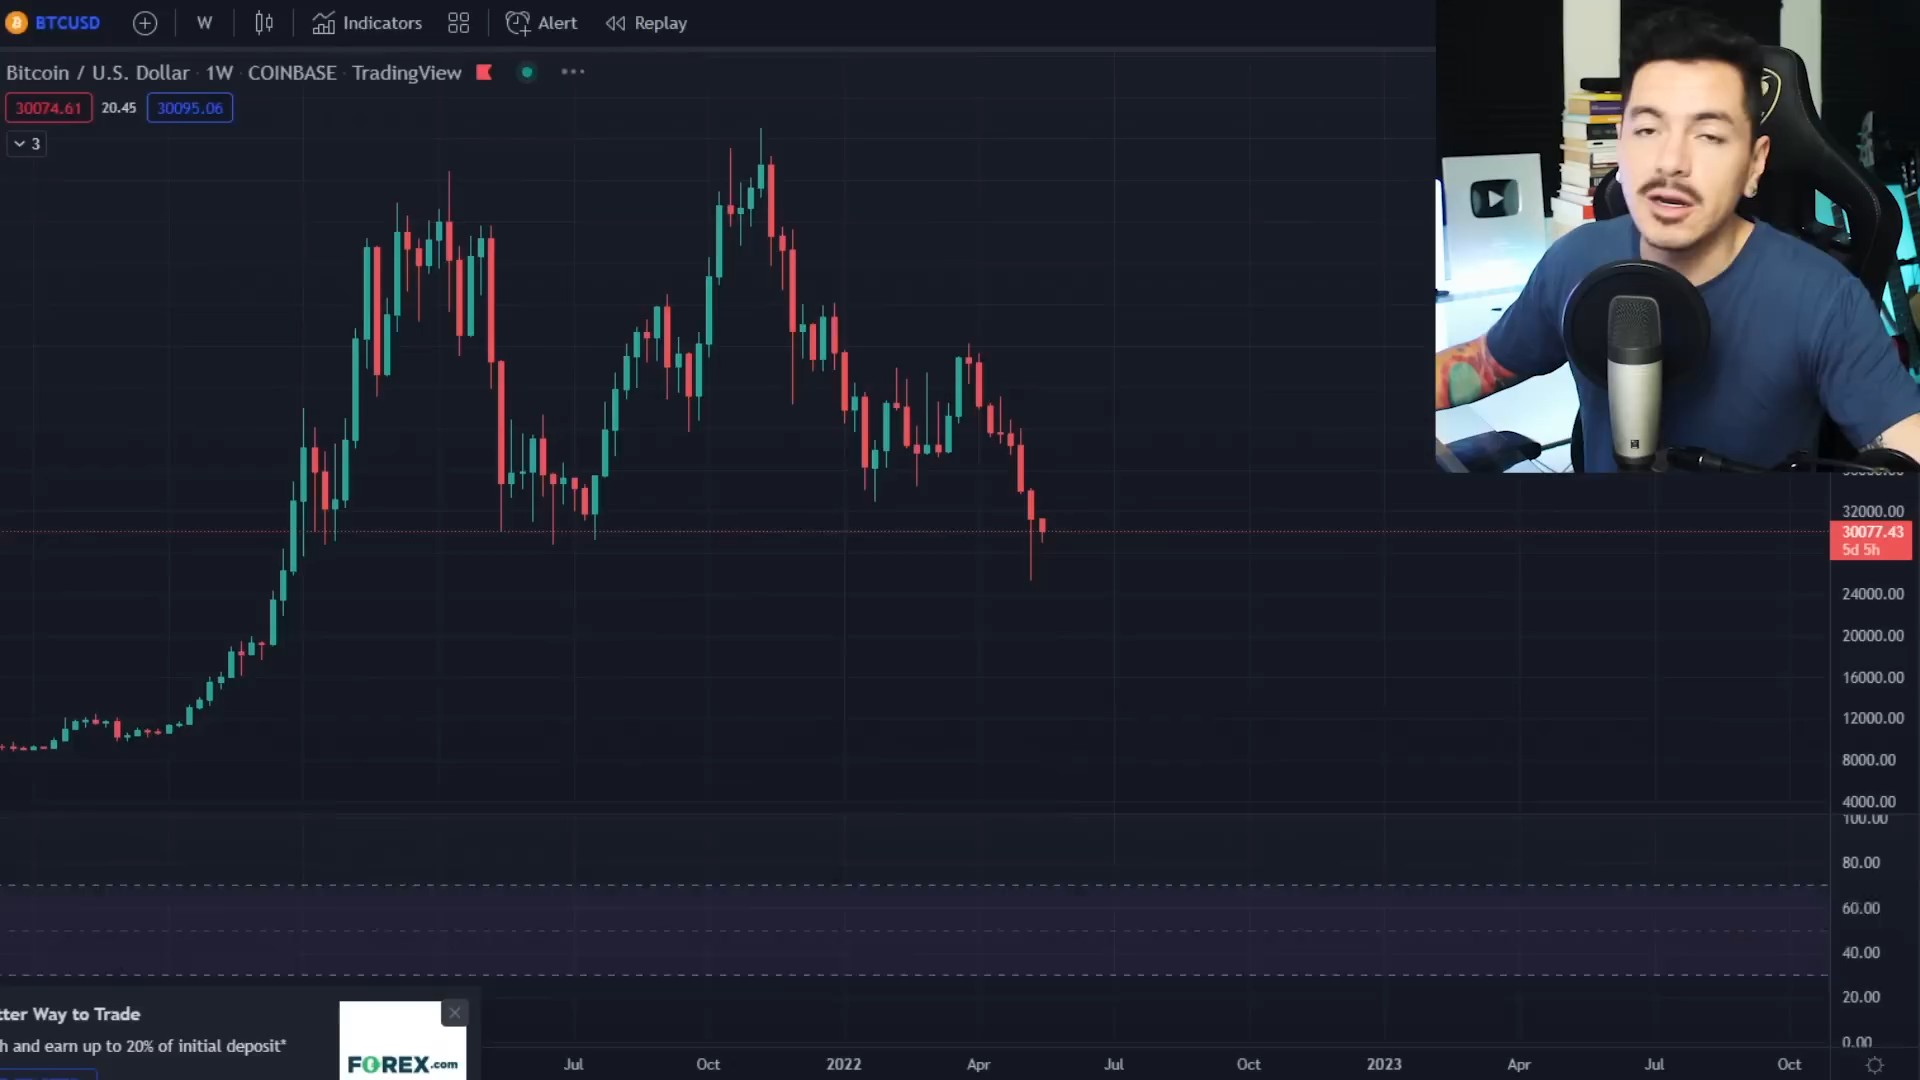 BTCUSD W Indicators Alert Replay
Bitcoin / U.S. Dollar · 1W · COINBASE · TradingView
30074.61 20.45 30095.06
3
32000.00
30077.43
5d 5h
24000.00
20000.00
16000.00
12000.00
8000.00
4000.00
100.00
80.00
60.00
40.00
20.00
0.00
tter Way to Trade
h and earn up to 20% of initial deposit*
FOREX.com
Jul Oct 2022 Apr Jul Oct 2023 Apr Jul Oct